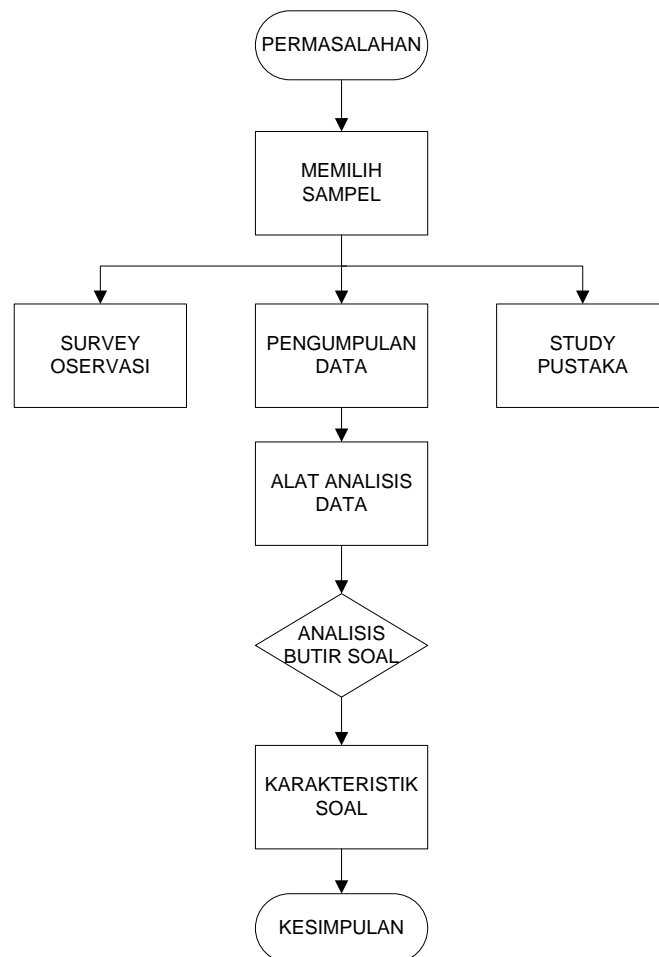 PERMASALAHAN
MEMILIH
SAMPEL
SURVEY
OSERVASI
PENGUMPULAN
DATA
STUDY
PUSTAKA
ALAT ANALISIS
DATA
ANALISIS
BUTIR SOAL
KARAKTERISTIK
SOAL
KESIMPULAN